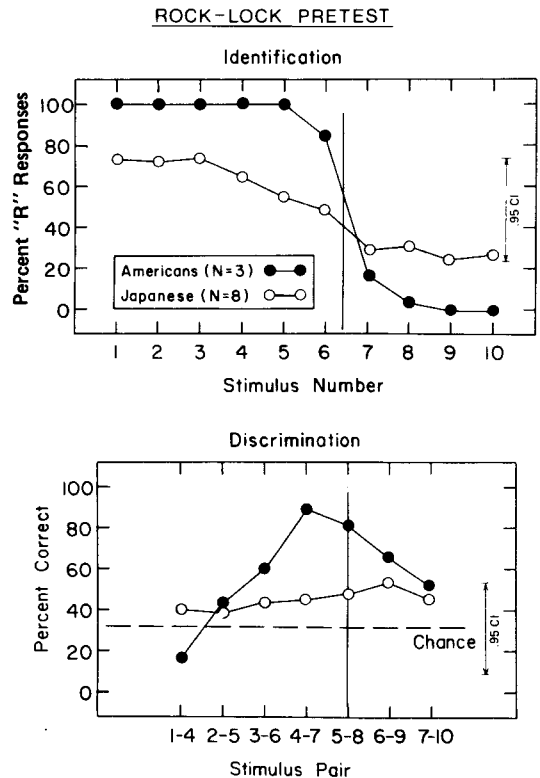 ROCK-LOCK PRETEST
Identification
Percent "R" Responses
100
80
60
40
20
0
Americans (N=3)
Japanese (N=8)
.95 CI
1 2 3 4 5 6 7 8 9 10
Stimulus Number
Discrimination
Percent Correct
100
80
60
40
20
0
Chance
.95 CI
1-4 2-5 3-6 4-7 5-8 6-9 7-10
Stimulus Pair